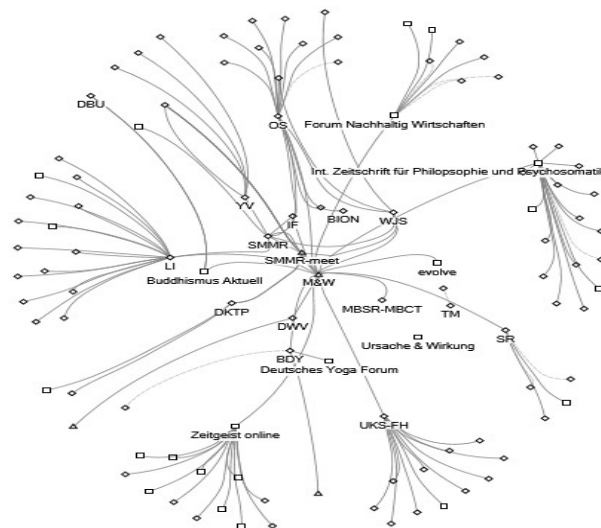 DBU
OS
Forum Nachhaltig Wirtschaften
Int. Zeitschrift für Philopsophie und Psychosomatik
YV
IF
BION
WJS
SMMR
SMMR-meet
LI
Buddhismus Aktuell
M&W
evolve
DKTP
MBSR-MBCT
TM
DWV
Ursache & Wirkung
SR
BDY
Deutsches Yoga Forum
Zeitgeist online
UKS-FH